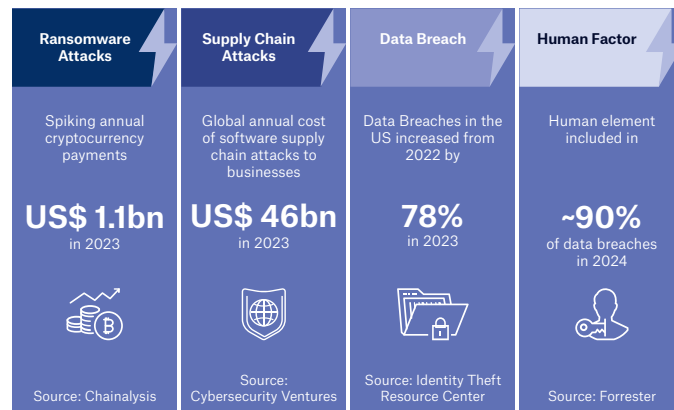 Ransomware
Attacks
Spiking annual
cryptocurrency
payments
US$ 1.1bn
in 2023
Source: Chainalysis
Supply Chain
Attacks
Global annual cost
of software supply
chain attacks to
businesses
US$ 46bn
in 2023
Source:
Cybersecurity Ventures
Data Breach
Data Breaches in the
US increased from
2022 by
78%
in 2023
Source: Identity Theft
Resource Center
Human Factor
Human element
included in
~90%
of data breaches
in 2024
Source: Forrester